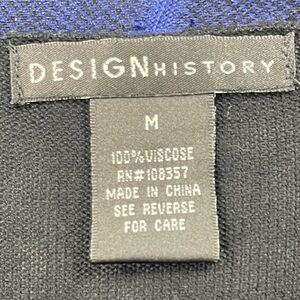 DESIGNHISTORY
M
100%VISCOSE
RN#108357
MADE IN CHINA
SEE REVERSE
FOR CARE